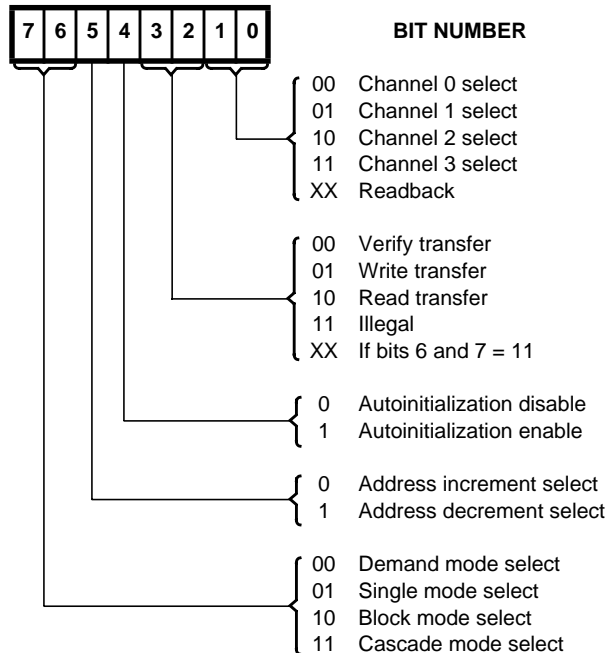 7 6 5 4 3 2 1 0 BIT NUMBER
00 Channel 0 select
01 Channel 1 select
10 Channel 2 select
11 Channel 3 select
XX Readback
00 Verify transfer
01 Write transfer
10 Read transfer
11 Illegal
XX If bits 6 and 7 = 11
0 Autoinitialization disable
1 Autoinitialization enable
0 Address increment select
1 Address decrement select
00 Demand mode select
01 Single mode select
10 Block mode select
11 Cascade mode select